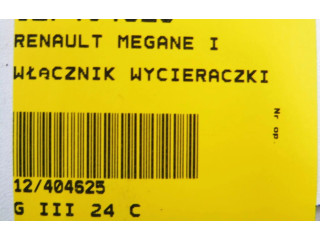 RENAULT MEGANE I
WŁĄCZNIK WYCIERACZKI
Nr op
12/404625
G III 24 C